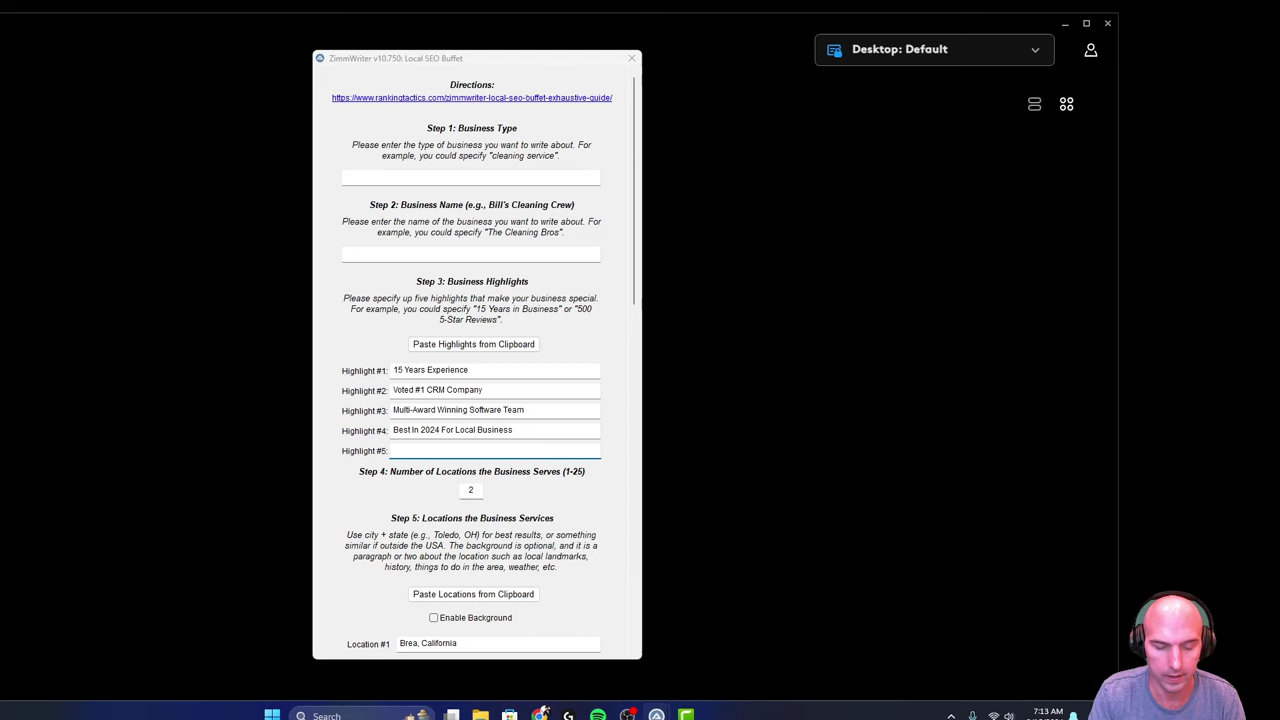 Desktop: Default
ZimmWriter v10.750: Local SEO Buffet
Directions:
https://www.rankingtactics.com/zimmwriter-local-seo-buffet-exhaustive-guide/
Step 1: Business Type
Please enter the type of business you want to write about. For
example, you could specify "cleaning service".
Step 2: Business Name (e.g., Bill's Cleaning Crew)
Please enter the name of the business you want to write about. For
example, you could specify "The Cleaning Bros".
Step 3: Business Highlights
Please specify up five highlights that make your business special.
For example, you could specify "15 Years in Business" or "500
5-Star Reviews".
Paste Highlights from Clipboard
Highlight #1: 15 Years Experience
Highlight #2: Voted #1 CRM Company
Highlight #3: Multi-Award Winning Software Team
Highlight #4: Best In 2024 For Local Business
Highlight #5:
Step 4: Number of Locations the Business Serves (1-25)
2
Step 5: Locations the Business Services
Use city + state (e.g., Toledo, OH) for best results, or something
similar if outside the USA. The background is optional, and it is a
paragraph or two about the location such as local landmarks,
history, things to do in the area, weather, etc.
Paste Locations from Clipboard
Enable Background
Location #1 Brea, California
Search
7:13 AM